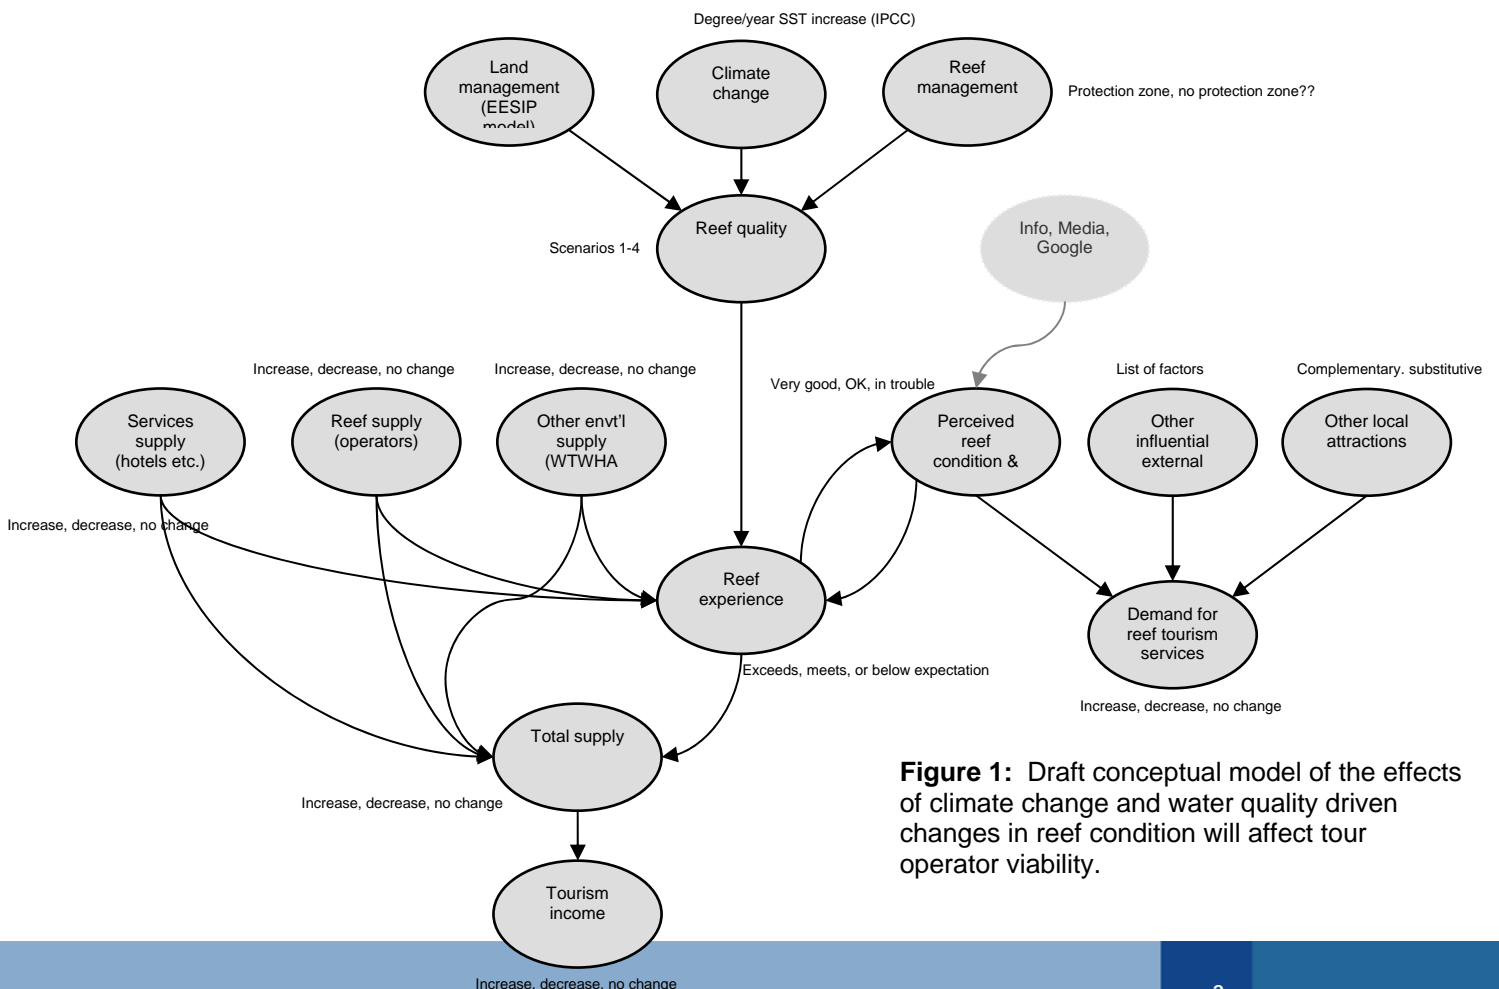 Degree/year SST increase (IPCC)
Land
management
(EESIP
model)
Climate
change
Reef
management
Protection zone, no protection zone??
Reef quality
Scenarios 1-4
Info, Media,
Google
Increase, decrease, no change
Increase, decrease, no change
Very good, OK, in trouble
List of factors
Complementary. substitutive
Services
supply
(hotels etc.)
Reef supply
(operators)
Other envt'l
supply
(WTWHA
Perceived
reef
condition &
Other
influential
external
Other local
attractions
Increase, decrease, no change
Reef
experience
Demand for
reef tourism
services
Exceeds, meets, or below expectation
Increase, decrease, no change
Total supply
Increase, decrease, no change
Figure 1: Draft conceptual model of the effects
of climate change and water quality driven
changes in reef condition will affect tour
operator viability.
Tourism
income
Increase, decrease, no change